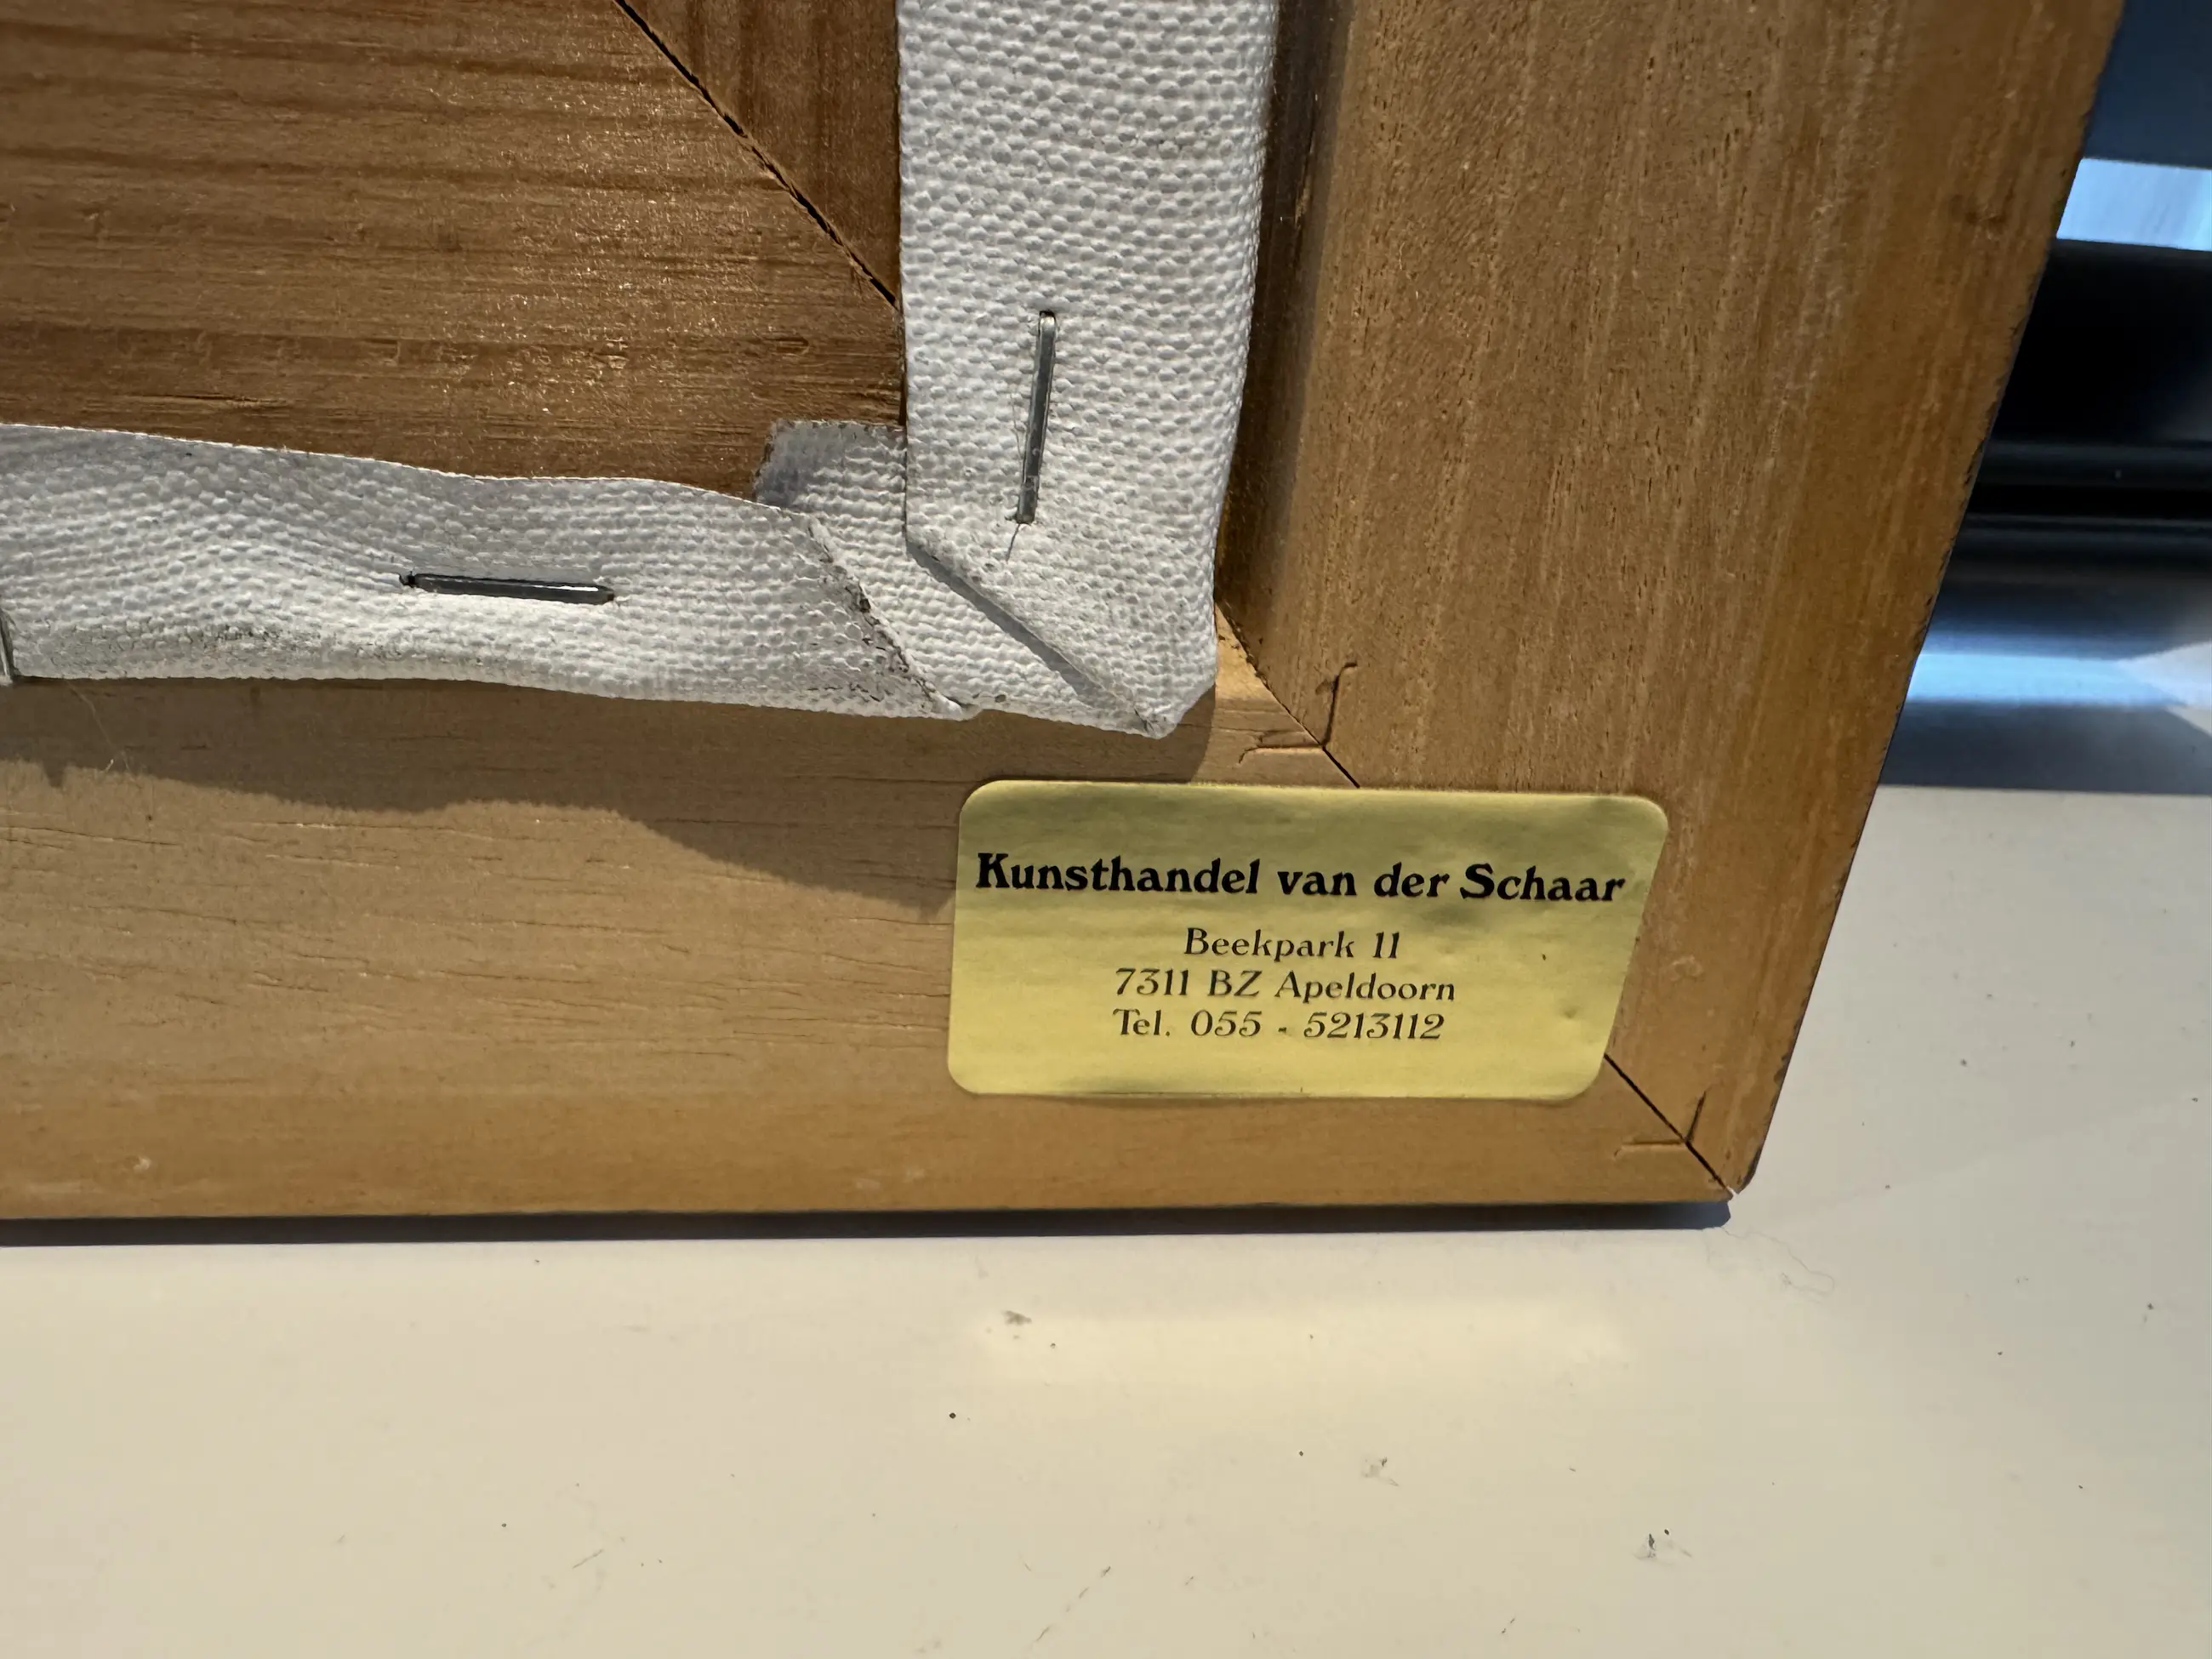 Kunsthandel van der Schaar
Beekpark 11
7311 BZ Apeldoorn
Tel. 055 - 5213112